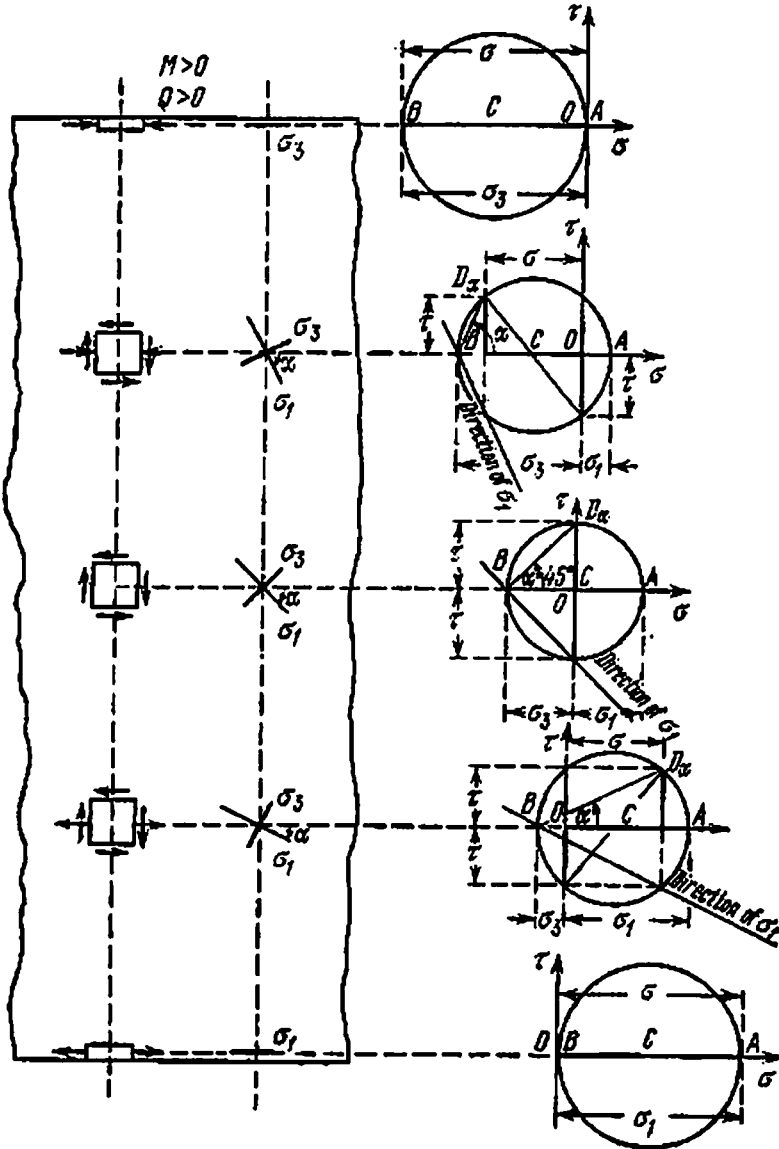 M>0
Q>0
σ3
σ3
α
σ1
σ3
α
σ1
σ3
α
σ1
σ1
τ
σ
B
C
O
A
σ
σ3
τ
σ
Dα
τ
B
α
C
O
A
σ
τ
Direction of σ1
σ3
σ1
τ
Dα
τ
B
α=45°
C
A
O
σ
τ
Direction of σ1
σ3
σ1
τ
σ
Dα
τ
B
O
α
C
A
τ
Direction of σ1
σ3
σ1
τ
σ
O
B
C
A
σ
σ1